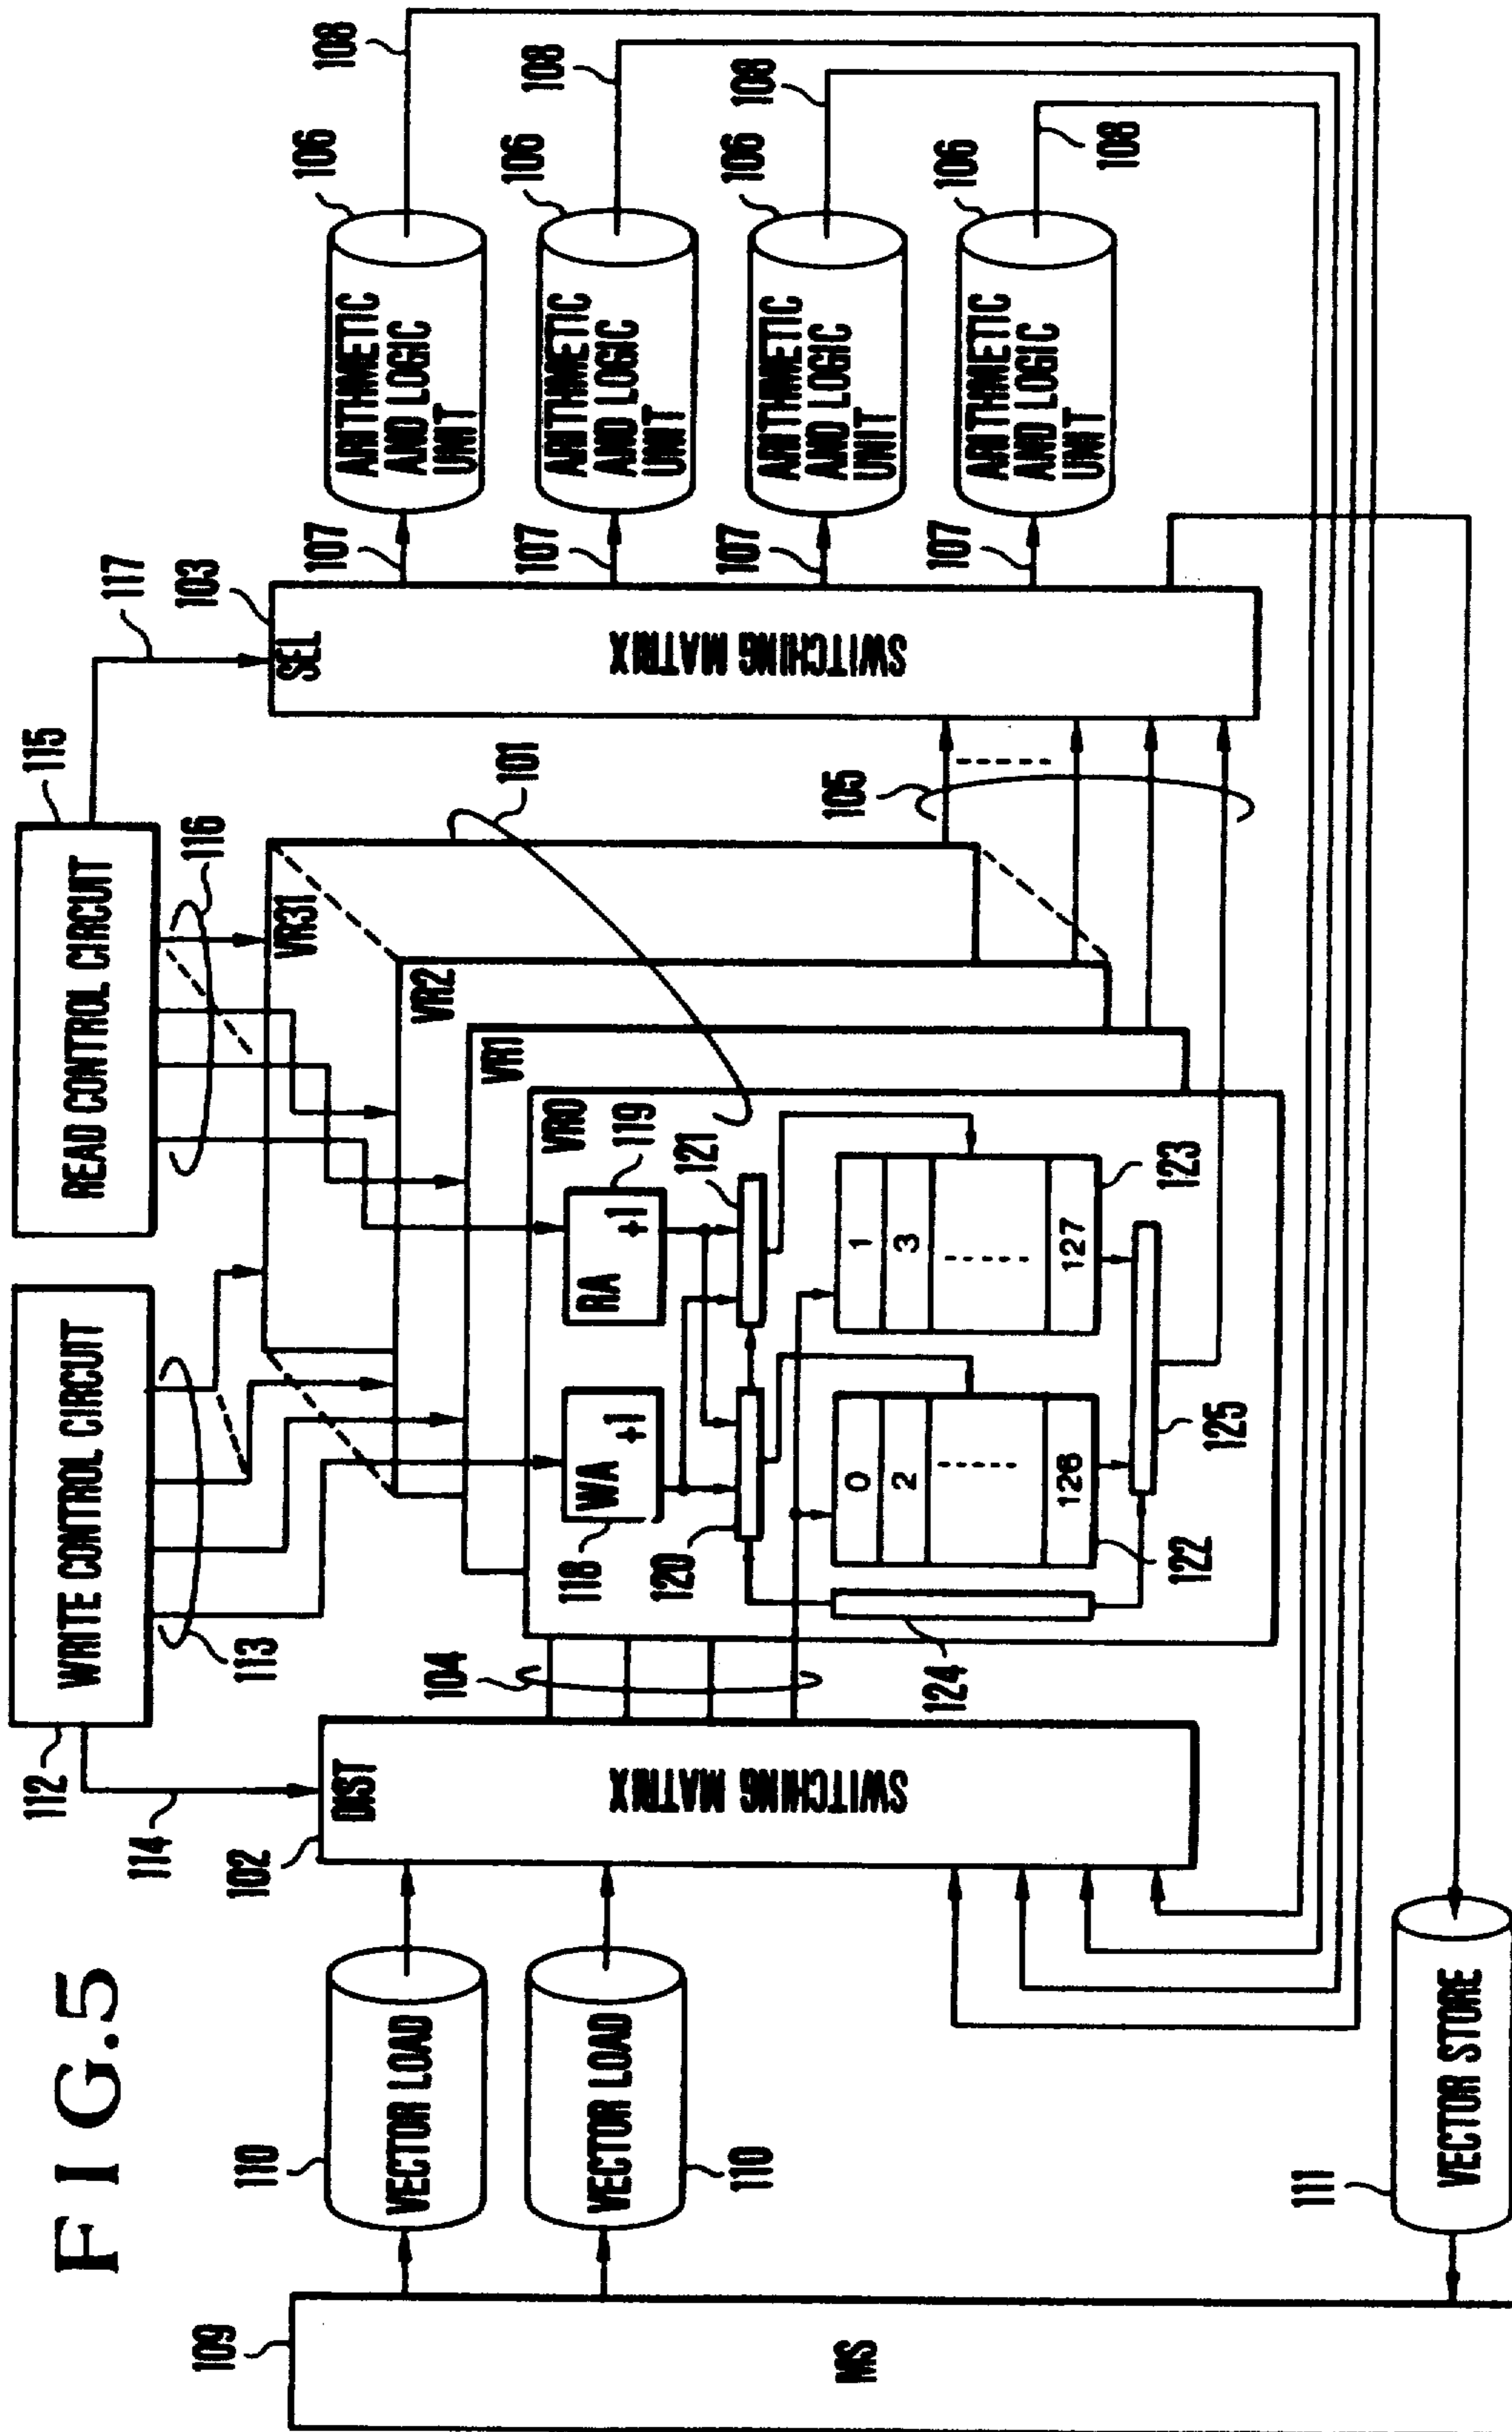 FIG.5
109
MS
110
VECTOR LOAD
110
VECTOR LOAD
111
VECTOR STORE
112
WRITE CONTROL CIRCUIT
113
114
102
DIST
SWITCHING MATRIX
104
115
READ CONTROL CIRCUIT
116
117
101
VR31
VR2
VR1
VR0
118
WA +1
RA +1
119
120
121
0
2
126
122
1
3
127
123
124
125
105
103
SEL
SWITCHING MATRIX
107
107
107
107
106
ARITHMETIC
AND LOGIC
UNIT
106
ARITHMETIC
AND LOGIC
UNIT
106
ARITHMETIC
AND LOGIC
UNIT
106
ARITHMETIC
AND LOGIC
UNIT
108
108
108
108